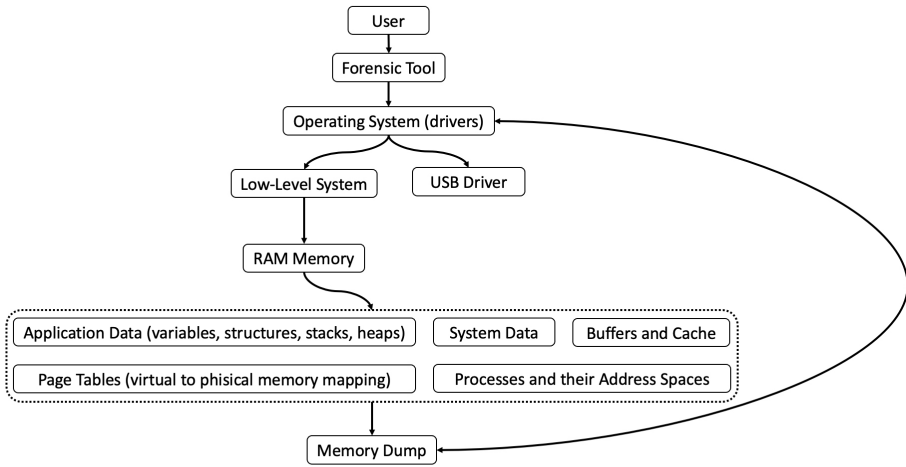 User
Forensic Tool
Operating System (drivers)
Low-Level System
USB Driver
RAM Memory
Application Data (variables, structures, stacks, heaps)
System Data
Buffers and Cache
Page Tables (virtual to phisical memory mapping)
Processes and their Address Spaces
Memory Dump